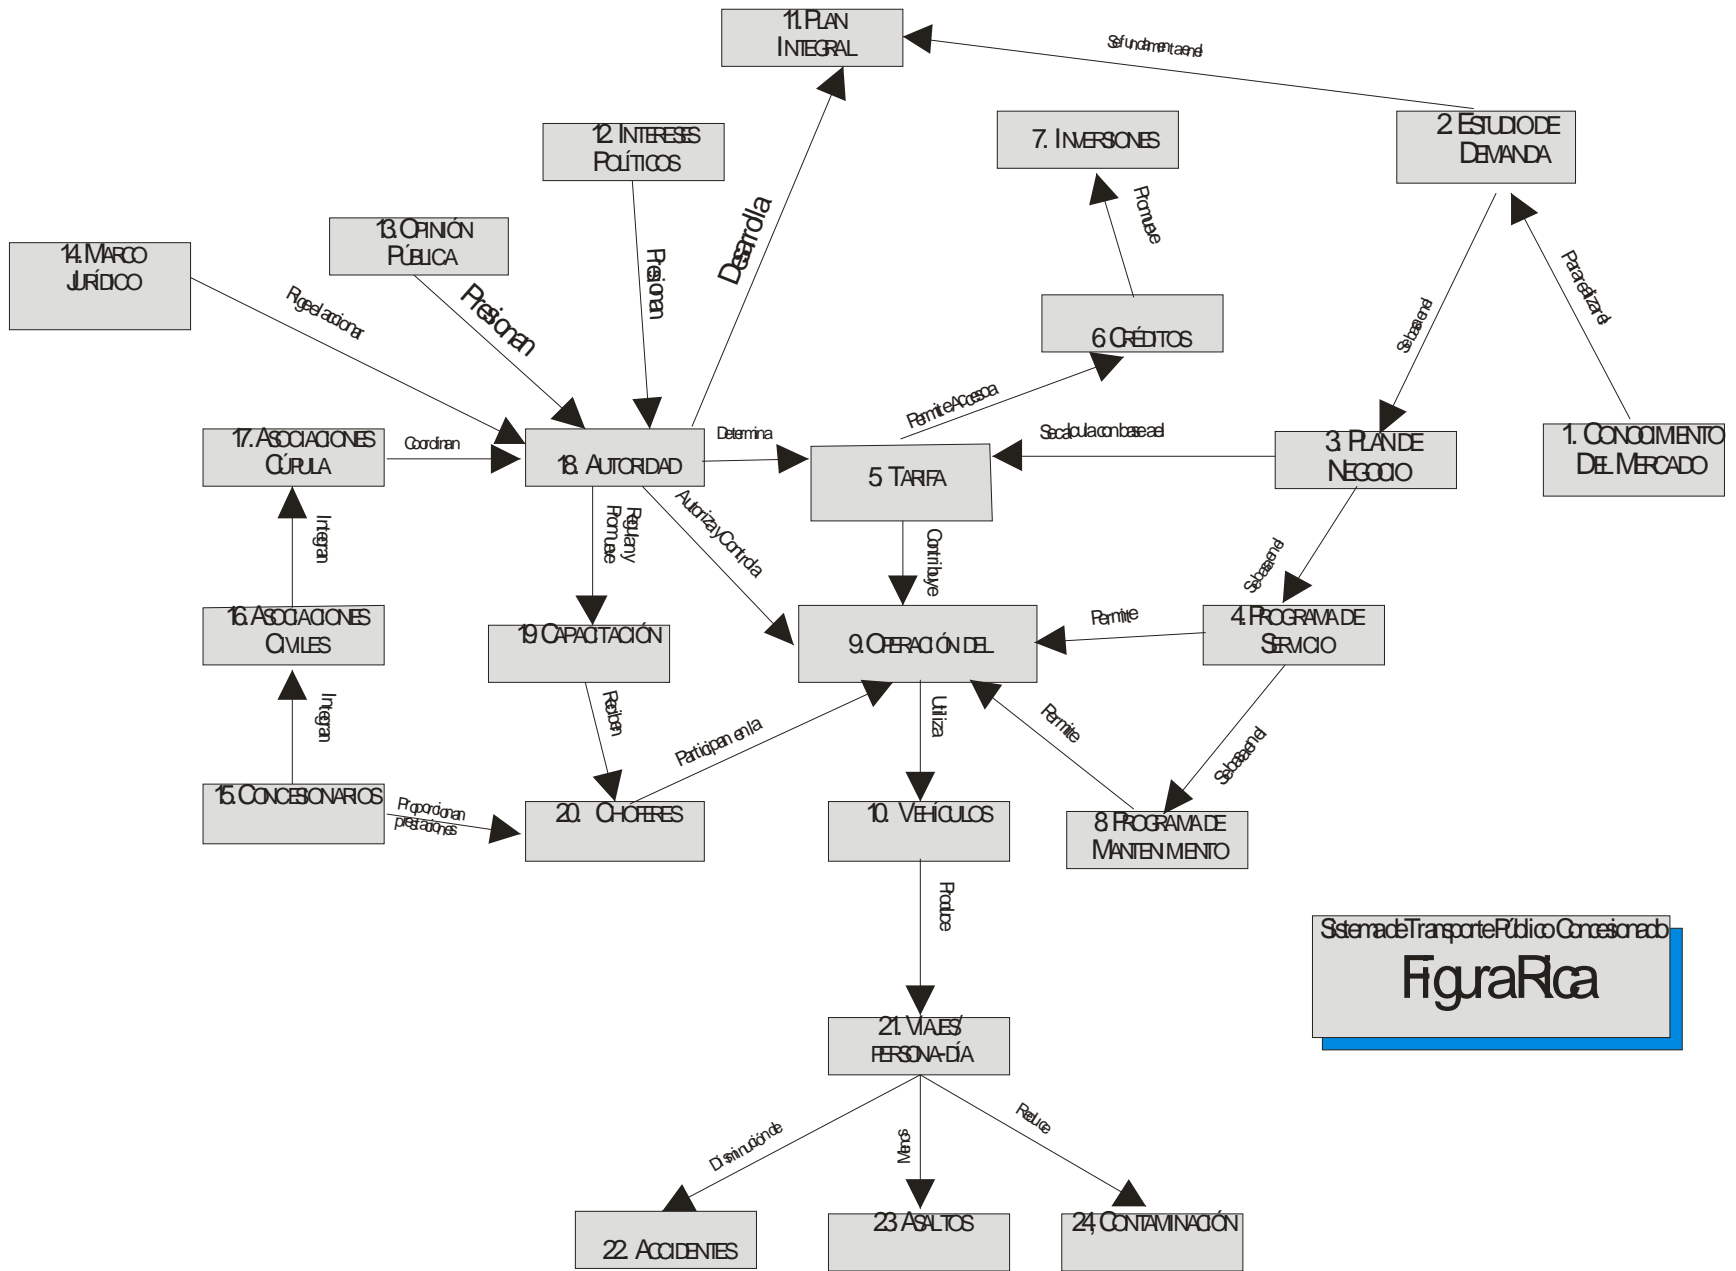 11. PLAN
INTEGRAL
Se fundamenta en el
2. ESTUDIO DE
DEMANDA
12. INTERESES
POLÍTICOS
7. INVERSIONES
Promueve
13. OPINIÓN
PÚBLICA
14. MARCO
JURÍDICO
Desarrolla
Presionan
Presionan
Rige el accionar
Para realizar el
Se basa en el
6. CRÉDITOS
Permite Acceso a
17. ASOCIACIONES
CÚPULA
Coordinan
18. AUTORIDAD
Determina
5. TARIFA
Se calcula con base a el
3. PLAN DE
NEGOCIO
1. CONOCIMIENTO
DEL MERCADO
Integran
Regula y
Promueve
Autoriza y Controla
Contribuye
Se basa en el
16. ASOCIACIONES
CIVILES
19. CAPACITACIÓN
9. OPERACIÓN DEL
Permite
4. PROGRAMA DE
SERVICIO
Integran
Reciben
Participan en la
Utiliza
Permite
Se basa en el
15. CONCESIONARIOS
Proporcionan
prestaciones
20. CHOFERES
10. VEHÍCULOS
8. PROGRAMA DE
MANTENIMIENTO
Produce
Sistema de Transporte Público Concesionado
Figura Rica
21. VIAJES/
PERSONA-DÍA
Disminución de
Menos
Reduce
22. ACCIDENTES
23. ASALTOS
24, CONTAMINACIÓN